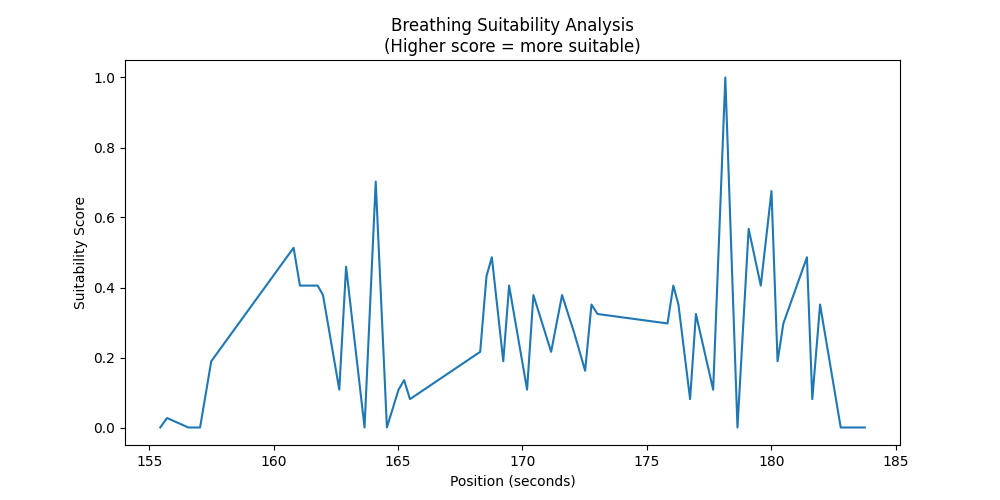 Breathing Suitability Analysis
(Higher score = more suitable)
1.0
0.8
0.6
0.4
0.2
0.0
Suitability Score
155 160 165 170 175 180 185
Position (seconds)